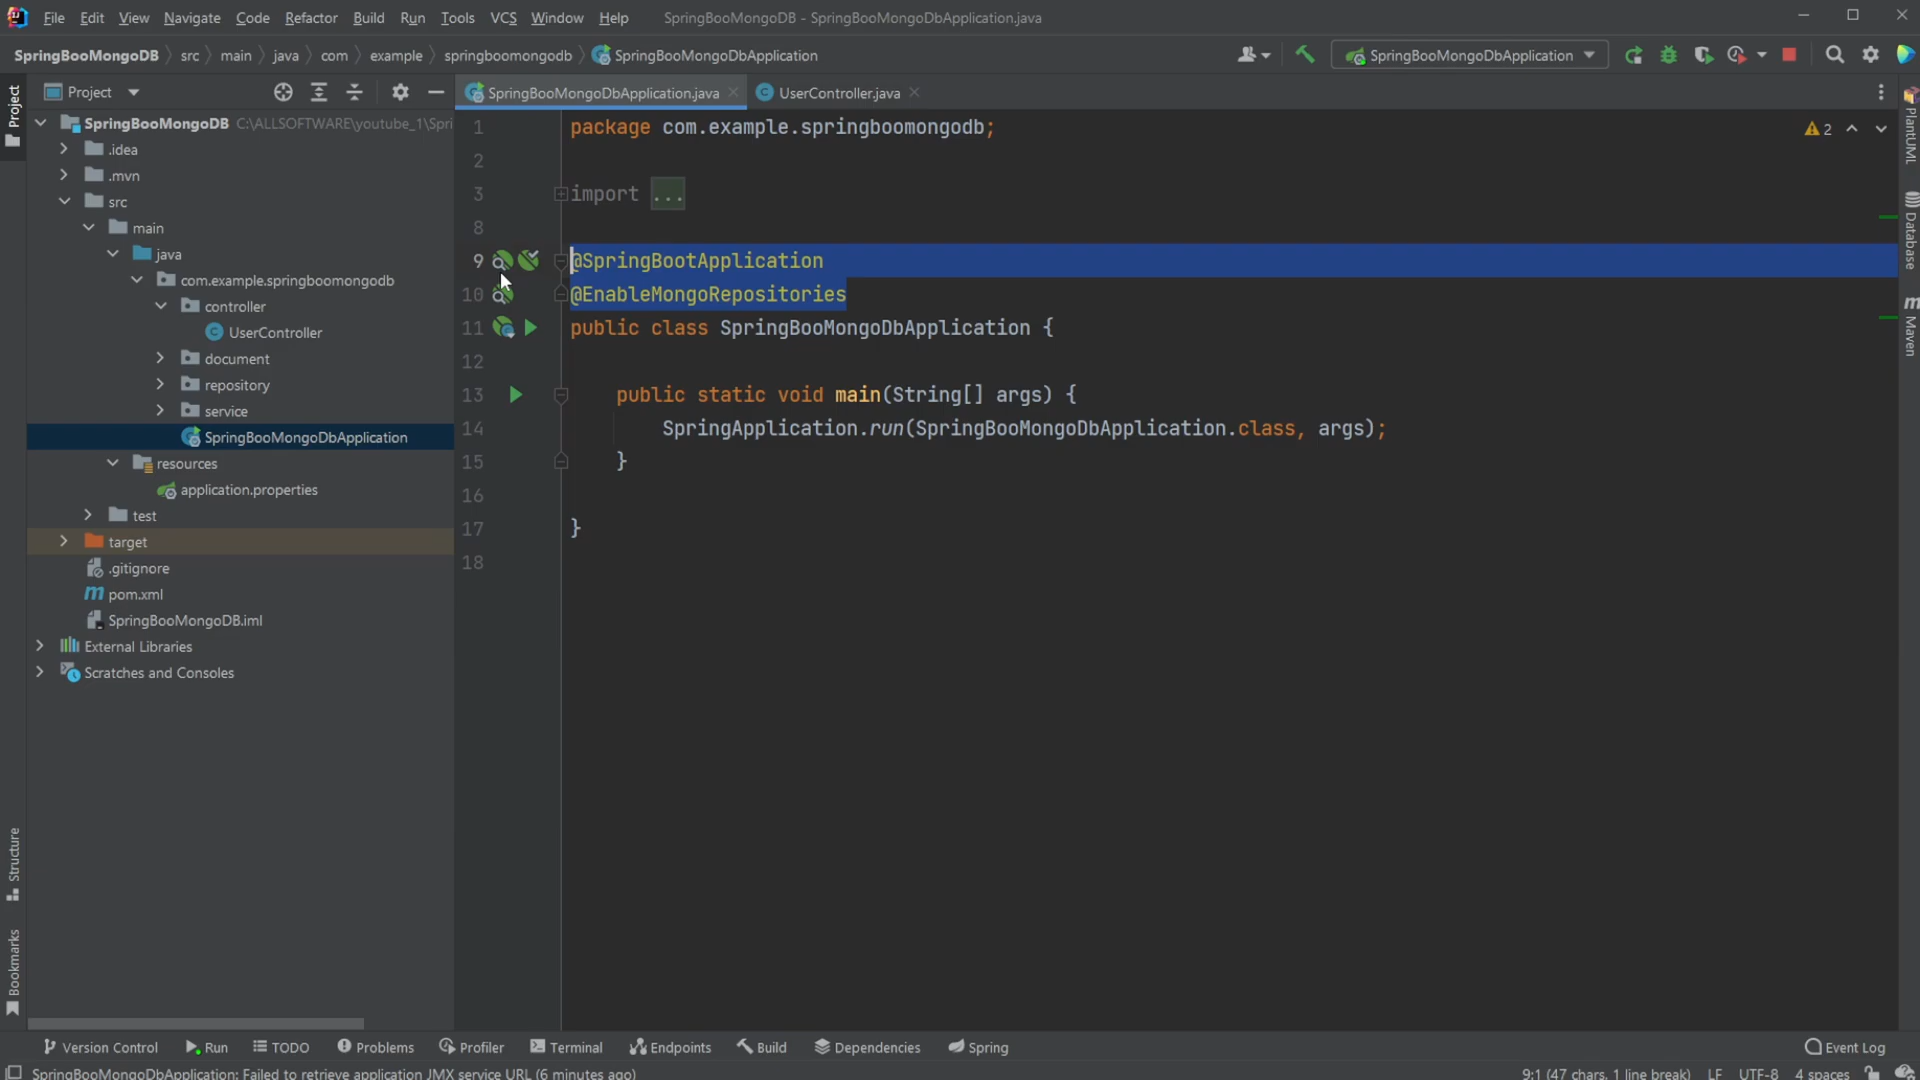 File Edit View Navigate Code Refactor Build Run Tools VCS Window Help SpringBooMongoDB - SpringBooMongoDbApplication.java
SpringBooMongoDB src main java com example springboomongodb SpringBooMongoDbApplication SpringBooMongoDbApplication
Project SpringBooMongoDbApplication.java UserController.java
Project
Structure
Bookmarks
SpringBooMongoDB C:\ALLSOFTWARE\youtube_1\Spri
.idea
.mvn
src
main
java
com.example.springboomongodb
controller
UserController
document
repository
service
SpringBooMongoDbApplication
resources
application.properties
test
target
.gitignore
pom.xml
SpringBooMongoDB.iml
External Libraries
Scratches and Consoles
1 package com.example.springboomongodb;
2
3 import ...
8
9 @SpringBootApplication
10 @EnableMongoRepositories
11 public class SpringBooMongoDbApplication {
12
13 public static void main(String[] args) {
14 SpringApplication.run(SpringBooMongoDbApplication.class, args);
15 }
16
17 }
18
2
PlantUML
Database
Maven
Version Control Run TODO Problems Profiler Terminal Endpoints Build Dependencies Spring Event Log
SpringBooMongoDbApplication: Failed to retrieve application JMX service URL (6 minutes ago) 9:1 (47 chars, 1 line break) LF UTF-8 4 spaces